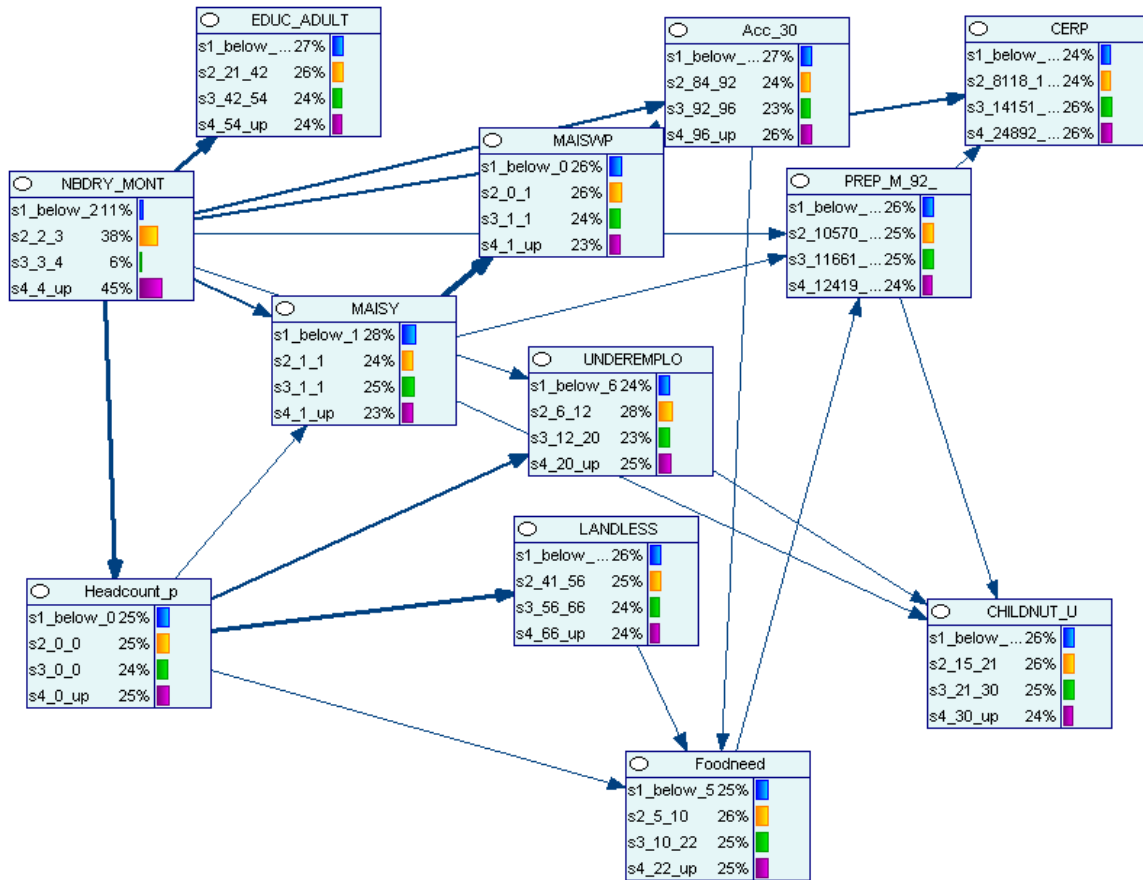 EDUC_ADULT
s1_below_... 27%
s2_21_42 26%
s3_42_54 24%
s4_54_up 24%
Acc_30
s1_below_... 27%
s2_84_92 24%
s3_92_96 23%
s4_96_up 26%
CERP
s1_below_... 24%
s2_8118_1... 24%
s3_14151_... 26%
s4_24892_... 26%
MAISWP
s1_below_0 26%
s2_0_1 26%
s3_1_1 24%
s4_1_up 23%
NBDRY_MONT
s1_below_2 11%
s2_2_3 38%
s3_3_4 6%
s4_4_up 45%
PREP_M_92_
s1_below_... 26%
s2_10570_... 25%
s3_11661_... 25%
s4_12419_... 24%
MAISY
s1_below_1 28%
s2_1_1 24%
s3_1_1 25%
s4_1_up 23%
UNDEREMPLO
s1_below_6 24%
s2_6_12 28%
s3_12_20 23%
s4_20_up 25%
LANDLESS
s1_below_... 26%
s2_41_56 25%
s3_56_66 24%
s4_66_up 24%
Headcount_p
s1_below_0 25%
s2_0_0 25%
s3_0_0 24%
s4_0_up 25%
CHILDNUT_U
s1_below_... 26%
s2_15_21 26%
s3_21_30 25%
s4_30_up 24%
Foodneed
s1_below_5 25%
s2_5_10 26%
s3_10_22 25%
s4_22_up 25%